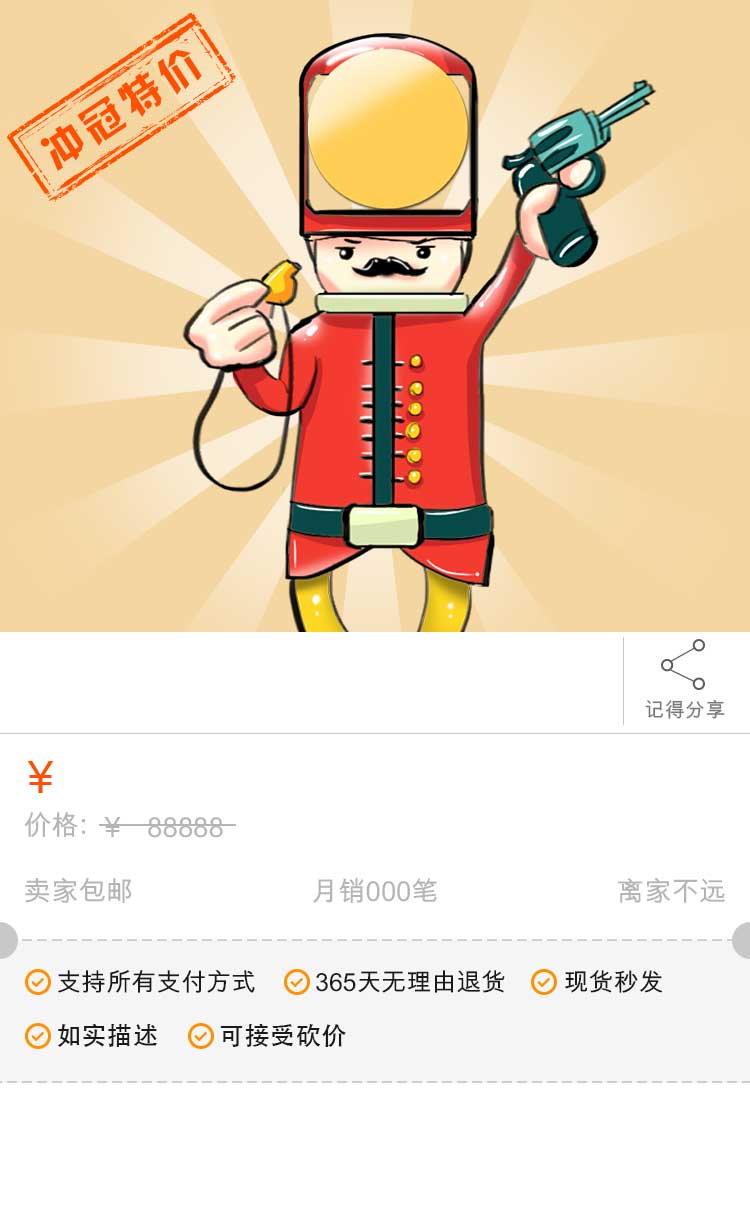 冲冠特价
记得分享
¥
价格: ¥ 88888
卖家包邮 月销000笔 离家不远
支持所有支付方式 365天无理由退货 现货秒发
如实描述 可接受砍价